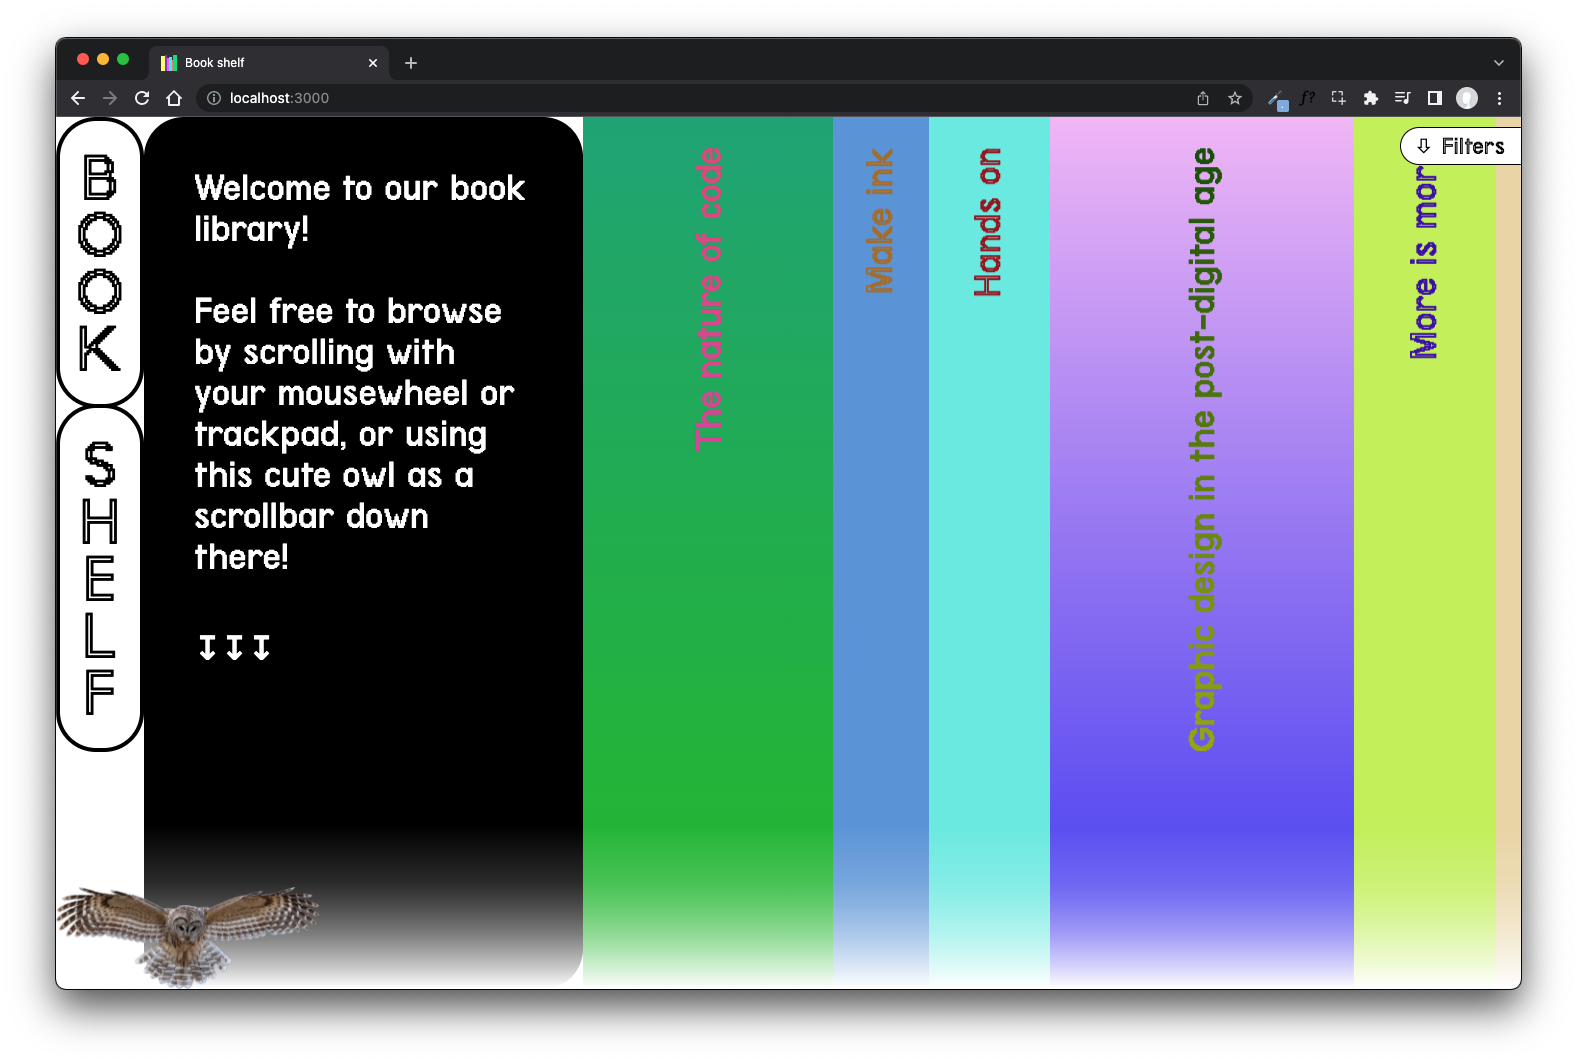 Book shelf
localhost:3000
BOOK
SHELF
Welcome to our book
library!
Feel free to browse
by scrolling with
your mousewheel or
trackpad, or using
this cute owl as a
scrollbar down
there!
↧↧↧
The nature of code
Make ink
Hands on
Graphic design in the post-digital age
More is mor
⇩ Filters
f?